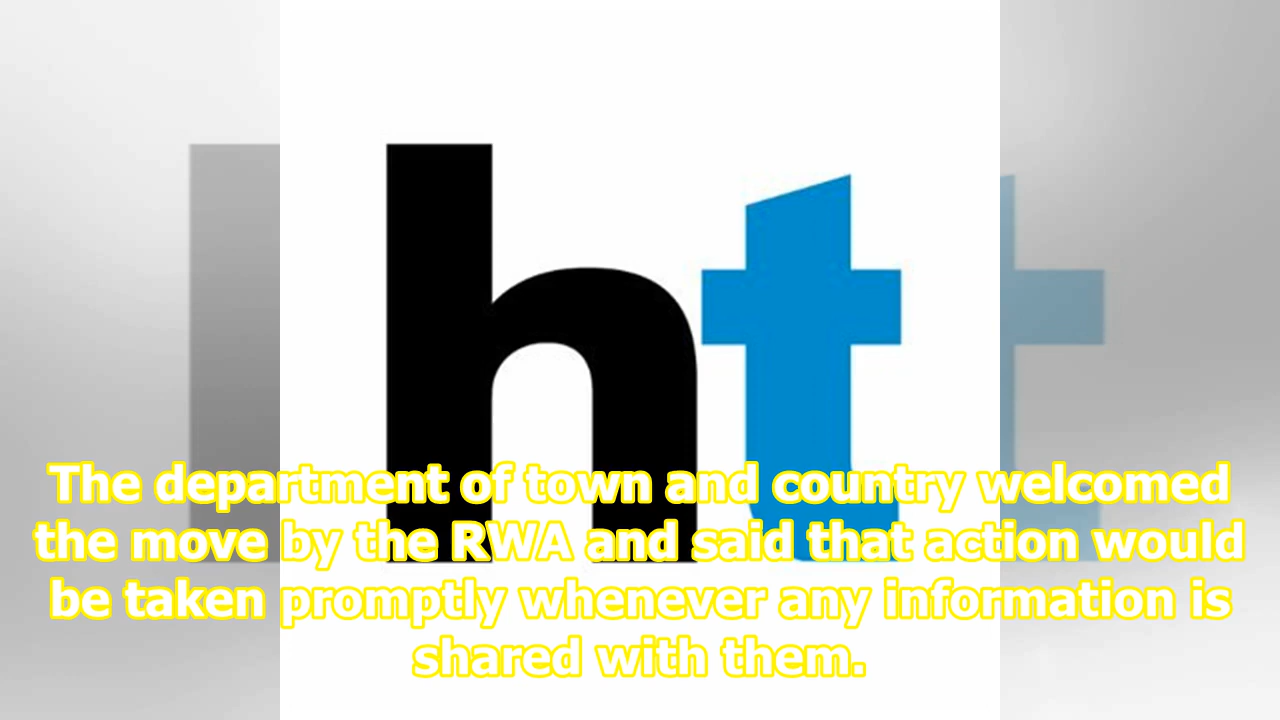 ht
The department of town and country welcomed
the move by the RWA and said that action would
be taken promptly whenever any information is
shared with them.